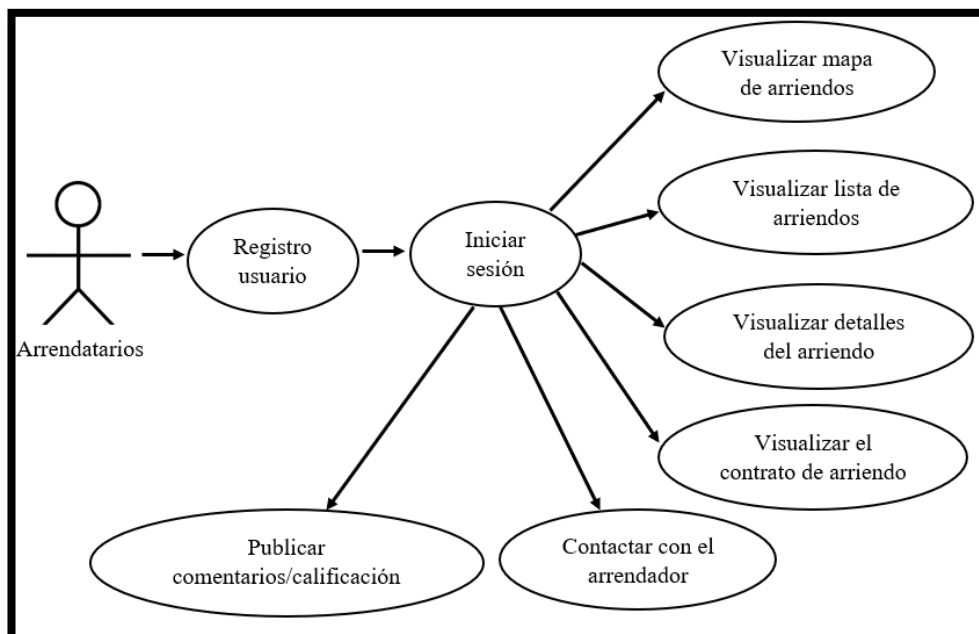 Visualizar mapa
de arriendos
Visualizar lista de
arriendos
Registro
usuario
Iniciar
sesión
Visualizar detalles
del arriendo
Arrendatarios
Visualizar el
contrato de arriendo
Publicar
comentarios/calificación
Contactar con el
arrendador